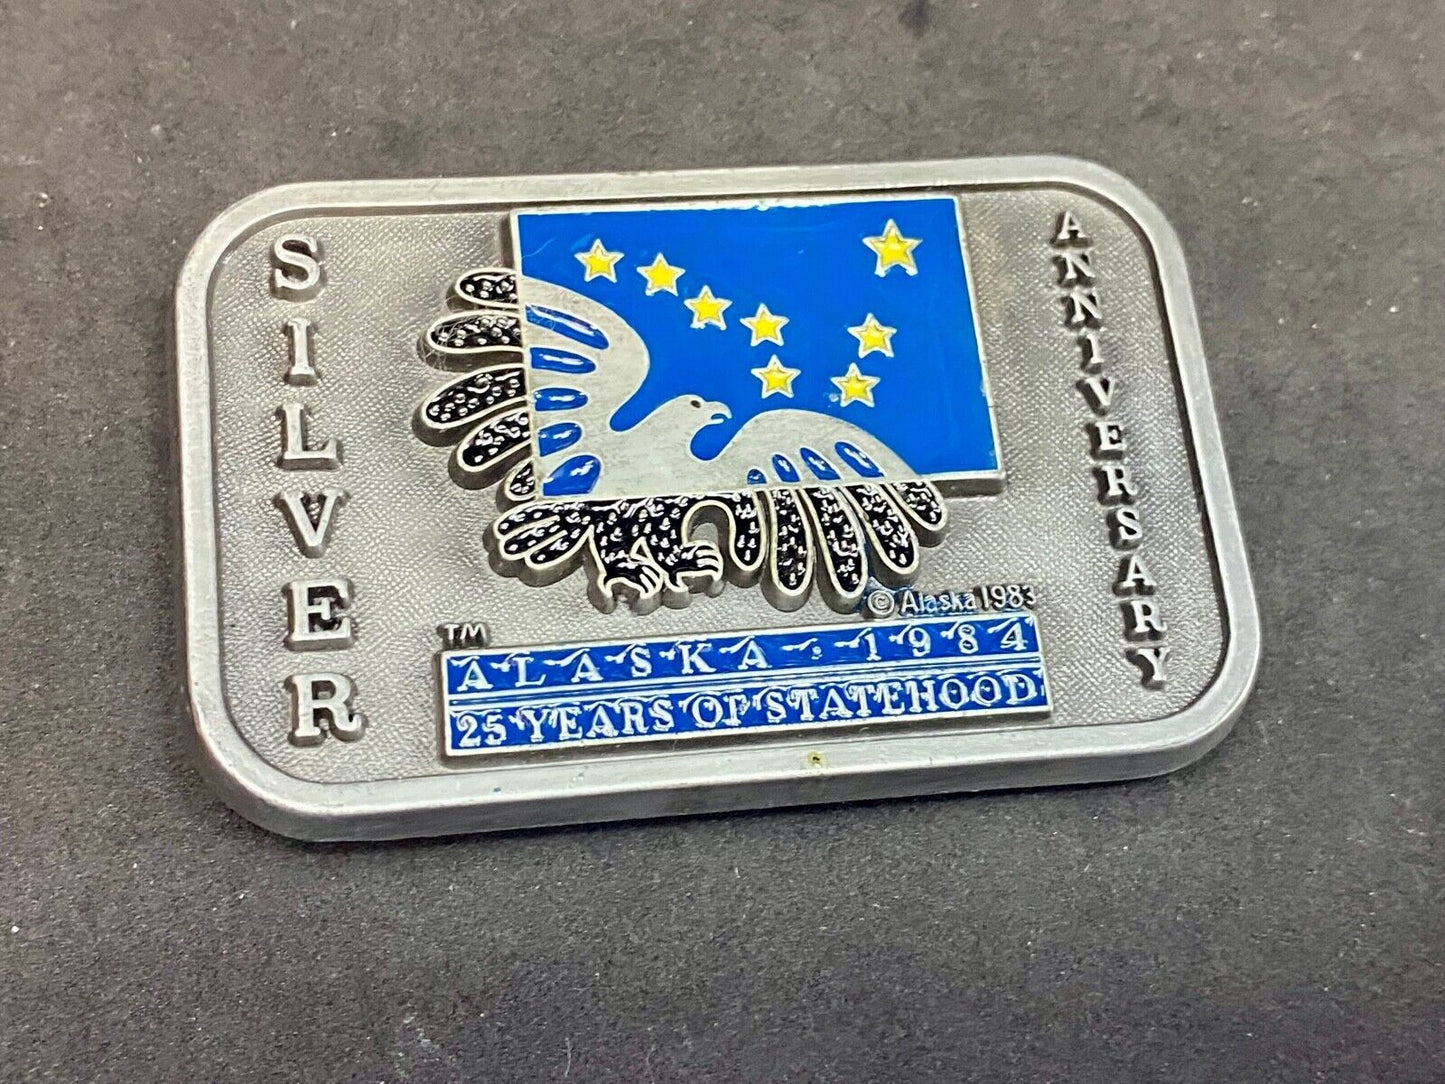 SILVER
ANNIVERSARY
© Alaska 1983
TM
ALASKA · 1984
25 YEARS OF STATEHOOD